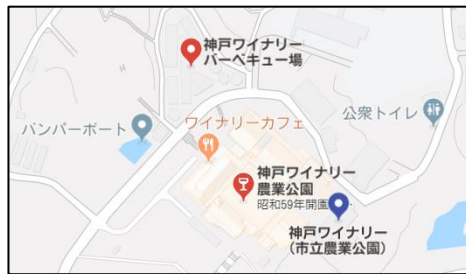 神戸ワイナリー
バーベキュー場
バンパーボート
ワイナリーカフェ
公衆トイレ
神戸ワイナリー
農業公園
昭和59年開園
神戸ワイナリー
(市立農業公園)